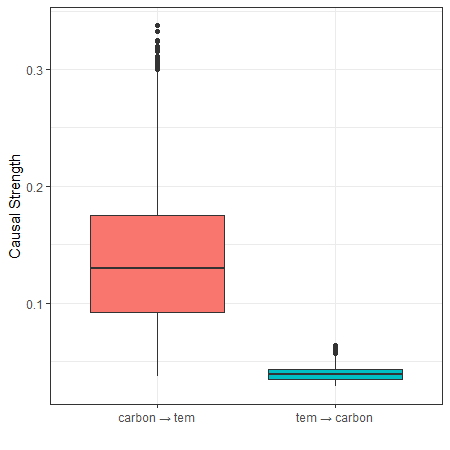 Causal Strength
0.3
0.2
0.1
carbon → tem
tem → carbon